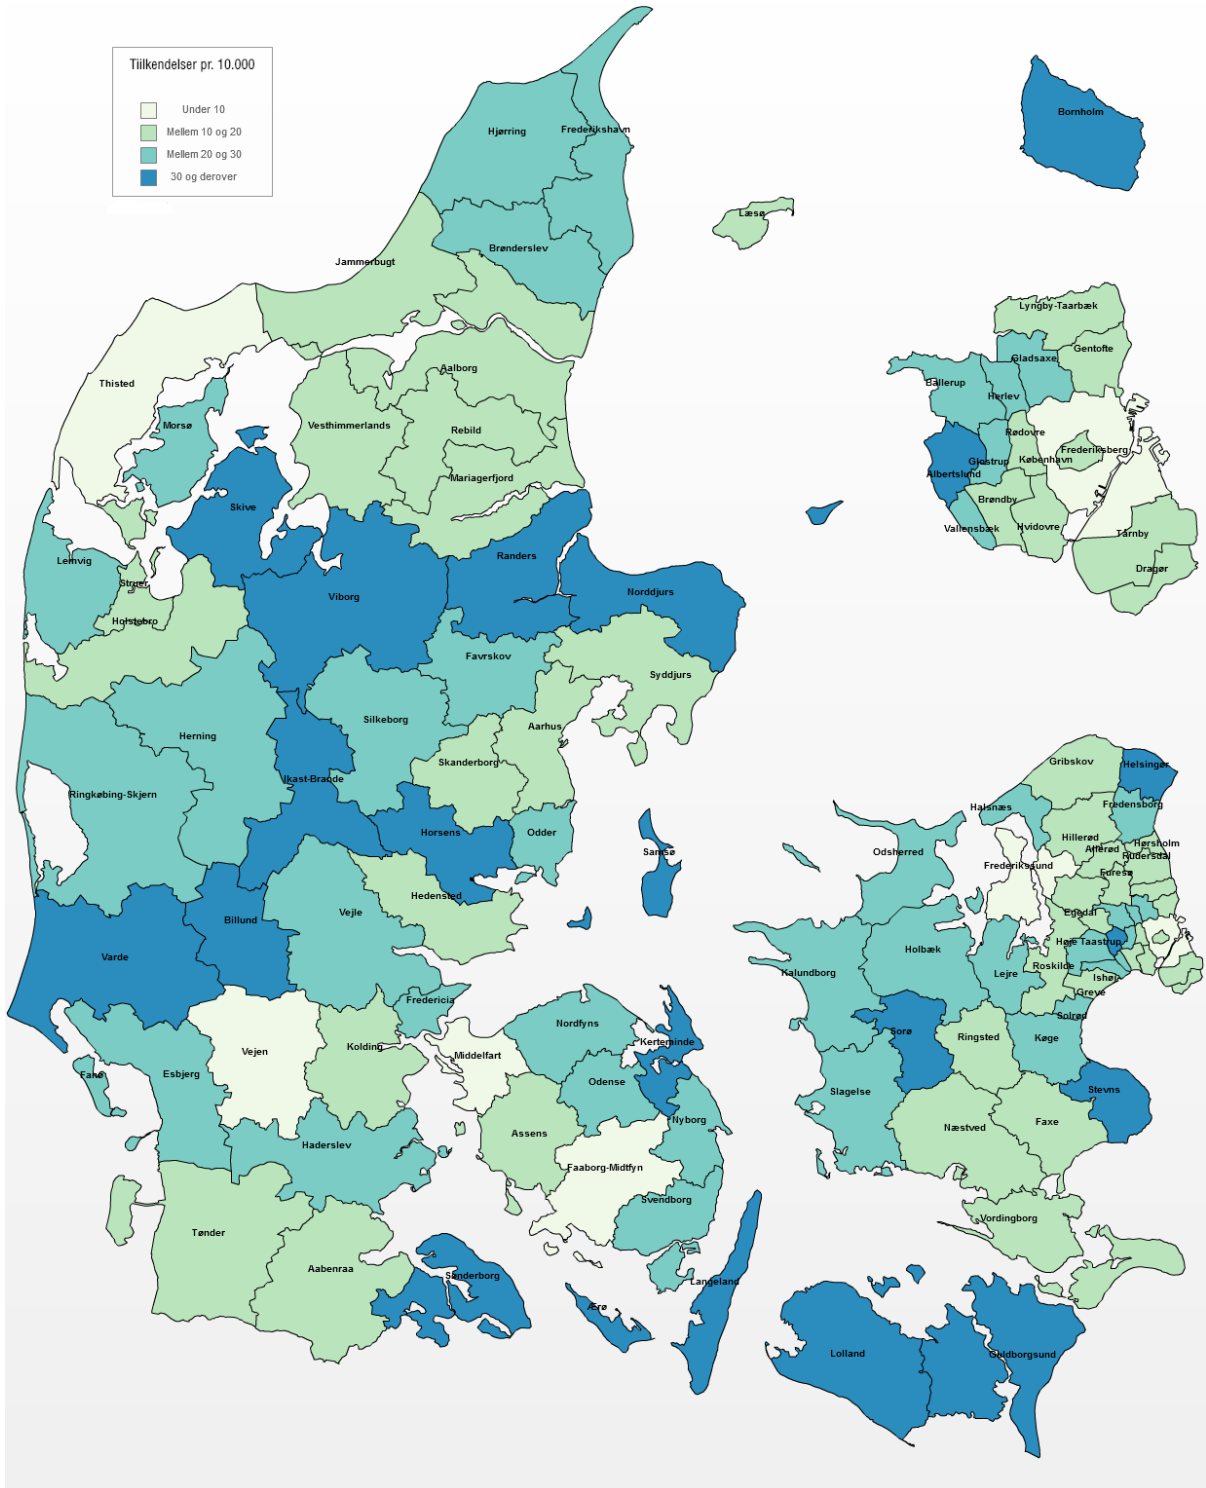 Tiilkendelser pr. 10.000
Under 10
Mellem 10 og 20
Mellem 20 og 30
30 og derover
Bornholm
Hjørring
Frederikshavn
Læsø
Brønderslev
Jammerbugt
Lyngby-Taarbæk
Gentofte
Gladsaxe
Thisted
Aalborg
Ballerup
Herlev
Morsø
Vesthimmerlands
Rebild
Rødovre
Frederiksberg
Glostrup
København
Albertslund
Mariagerfjord
Brøndby
Skive
Hvidovre
Vallensbæk
Tårnby
Lemvig
Randers
Dragør
Struer
Viborg
Norddjurs
Holstebro
Favrskov
Syddjurs
Silkeborg
Aarhus
Herning
Skanderborg
Gribskov
Helsingør
Ikast-Brande
Ringkøbing-Skjern
Halsnæs
Fredensborg
Horsens
Odder
Hillerød
Hørsholm
Samsø
Odsherred
Allerød
Rudersdal
Frederikssund
Furesø
Hedensted
Vejle
Egedal
Billund
Høje Taastrup
Holbæk
Varde
Kalundborg
Lejre
Roskilde
Ishøj
Greve
Fredericia
Solrød
Nordfyns
Sorø
Ringsted
Køge
Kerteminde
Kolding
Vejen
Middelfart
Fanø
Esbjerg
Odense
Slagelse
Stevns
Nyborg
Faxe
Næstved
Assens
Haderslev
Faaborg-Midtfyn
Svendborg
Vordingborg
Tønder
Aabenraa
Sønderborg
Langeland
Ærø
Lolland
Guldborgsund